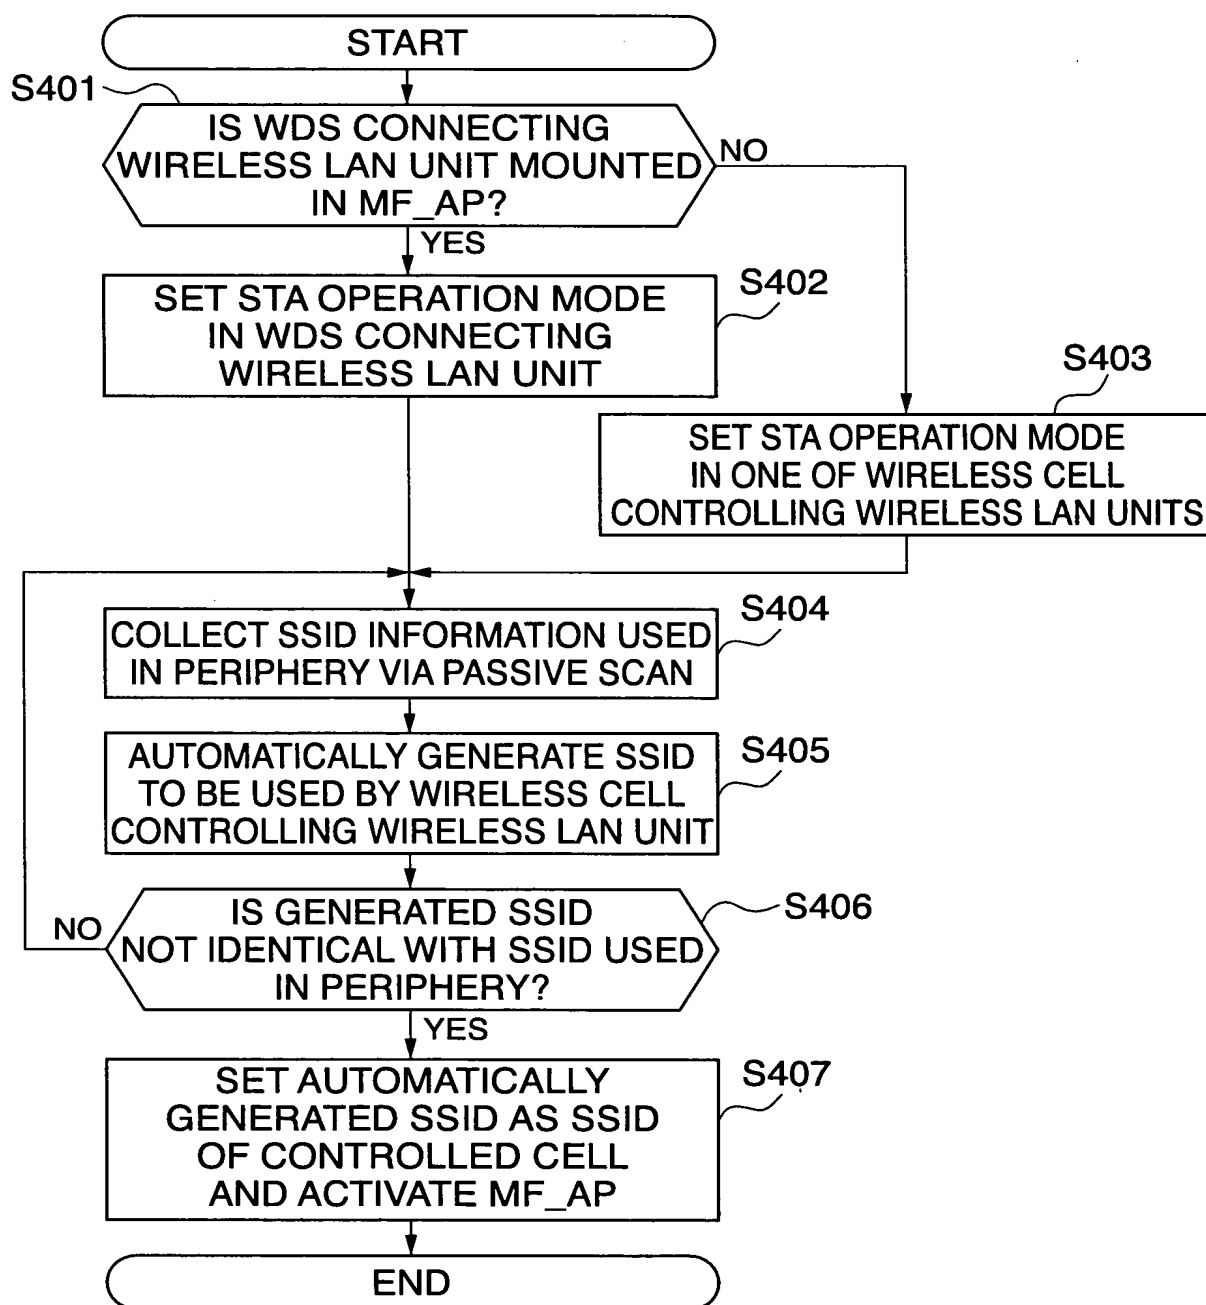 START
S401
IS WDS CONNECTING
WIRELESS LAN UNIT MOUNTED
IN MF_AP?
NO
YES
S402
SET STA OPERATION MODE
IN WDS CONNECTING
WIRELESS LAN UNIT
S403
SET STA OPERATION MODE
IN ONE OF WIRELESS CELL
CONTROLLING WIRELESS LAN UNITS
S404
COLLECT SSID INFORMATION USED
IN PERIPHERY VIA PASSIVE SCAN
S405
AUTOMATICALLY GENERATE SSID
TO BE USED BY WIRELESS CELL
CONTROLLING WIRELESS LAN UNIT
S406
IS GENERATED SSID
NOT IDENTICAL WITH SSID USED
IN PERIPHERY?
NO
YES
S407
SET AUTOMATICALLY
GENERATED SSID AS SSID
OF CONTROLLED CELL
AND ACTIVATE MF_AP
END